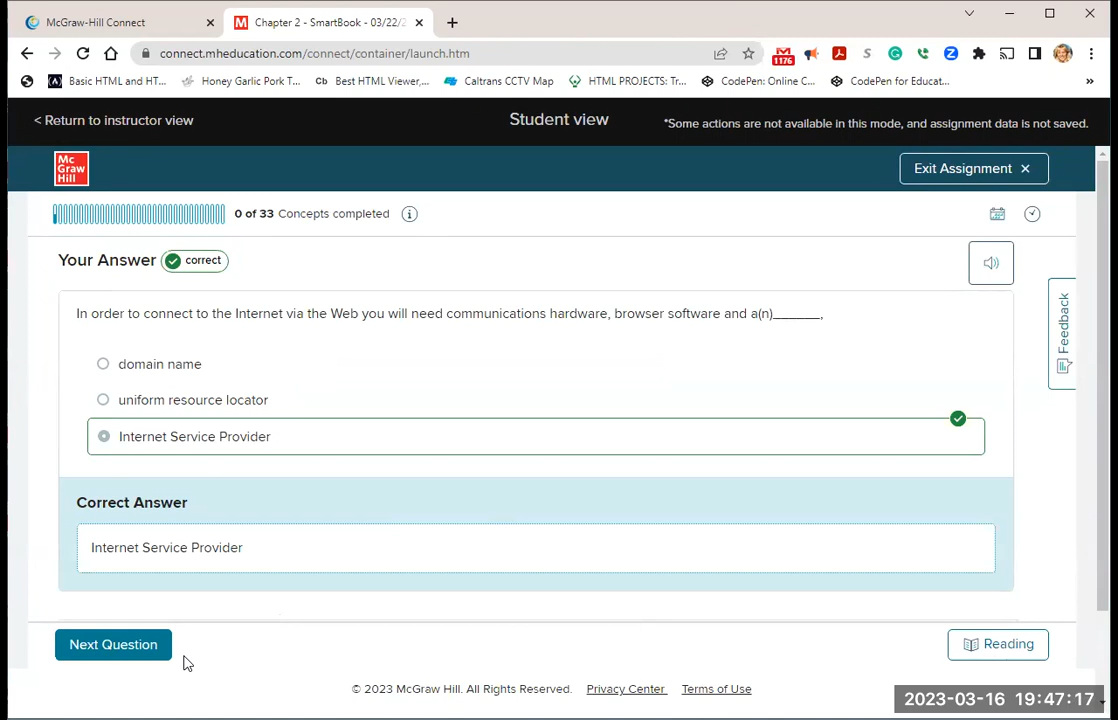 McGraw-Hill Connect
Chapter 2 - SmartBook - 03/22/2
connect.mheducation.com/connect/container/launch.htm
1176
Basic HTML and HT...
Honey Garlic Pork T...
Cb Best HTML Viewer,...
Caltrans CCTV Map
HTML PROJECTS: Tr...
CodePen: Online C...
CodePen for Educat...
»
< Return to instructor view
Student view
*Some actions are not available in this mode, and assignment data is not saved.
Mc
Graw
Hill
Exit Assignment ×
0 of 33 Concepts completed
Your Answer correct
Feedback
In order to connect to the Internet via the Web you will need communications hardware, browser software and a(n)______,
domain name
uniform resource locator
Internet Service Provider
Correct Answer
Internet Service Provider
Next Question
Reading
© 2023 McGraw Hill. All Rights Reserved. Privacy Center Terms of Use
2023-03-16 19:47:17